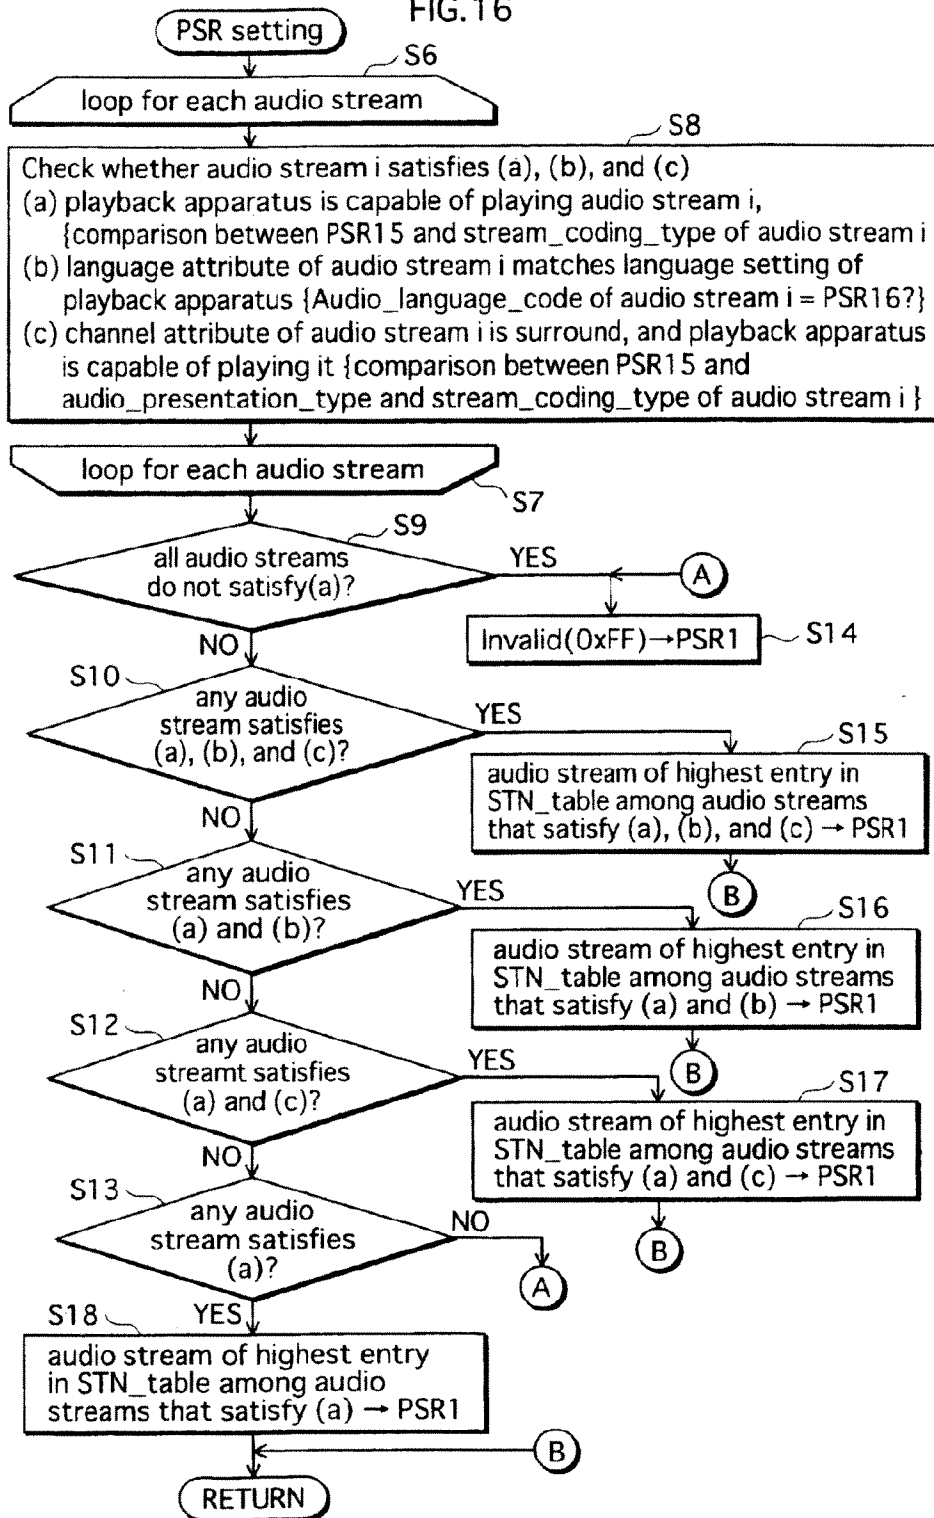 FIG.16
PSR setting
S6
loop for each audio stream
S8
Check whether audio stream i satisfies (a), (b), and (c)
(a) playback apparatus is capable of playing audio stream i,
{comparison between PSR15 and stream_coding_type of audio stream i
(b) language attribute of audio stream i matches language setting of
playback apparatus {Audio_language_code of audio stream i = PSR16?}
(c) channel attribute of audio stream i is surround, and playback apparatus
is capable of playing it {comparison between PSR15 and
audio_presentation_type and stream_coding_type of audio stream i }
loop for each audio stream
S7
S9
all audio streams
do not satisfy(a)?
YES
A
NO
Invalid(0xFF)→PSR1
S14
S10
any audio
stream satisfies
(a), (b), and (c)?
YES
S15
audio stream of highest entry in
STN_table among audio streams
that satisfy (a), (b), and (c) → PSR1
NO
B
S11
any audio
stream satisfies
(a) and (b)?
YES
S16
audio stream of highest entry in
STN_table among audio streams
that satisfy (a) and (b) → PSR1
NO
B
S12
any audio
streamt satisfies
(a) and (c)?
YES
S17
audio stream of highest entry in
STN_table among audio streams
that satisfy (a) and (c) → PSR1
NO
B
S13
any audio
stream satisfies
(a)?
NO
A
YES
S18
audio stream of highest entry
in STN_table among audio
streams that satisfy (a) → PSR1
B
RETURN